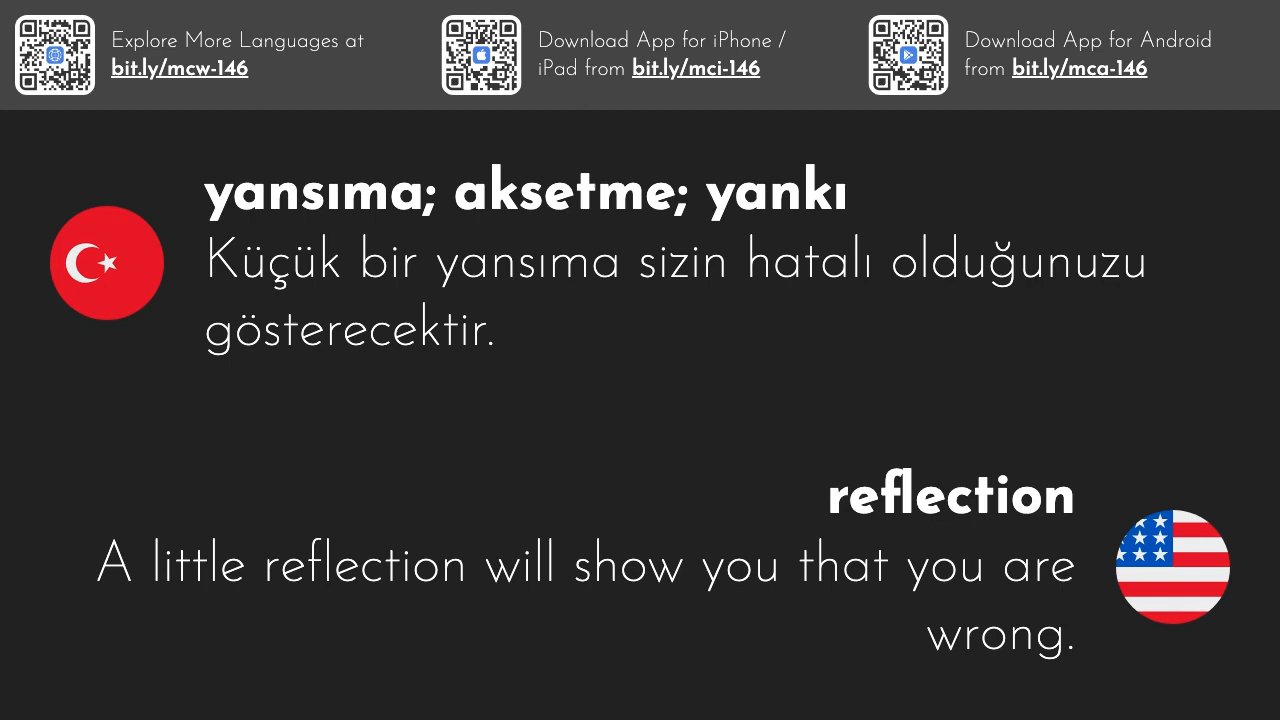 Explore More Languages at
bit.ly/mcw-146
Download App for iPhone /
iPad from bit.ly/mci-146
Download App for Android
from bit.ly/mca-146
yansıma; aksetme; yankı
Küçük bir yansıma sizin hatalı olduğunuzu
gösterecektir.
reflection
A little reflection will show you that you are
wrong.